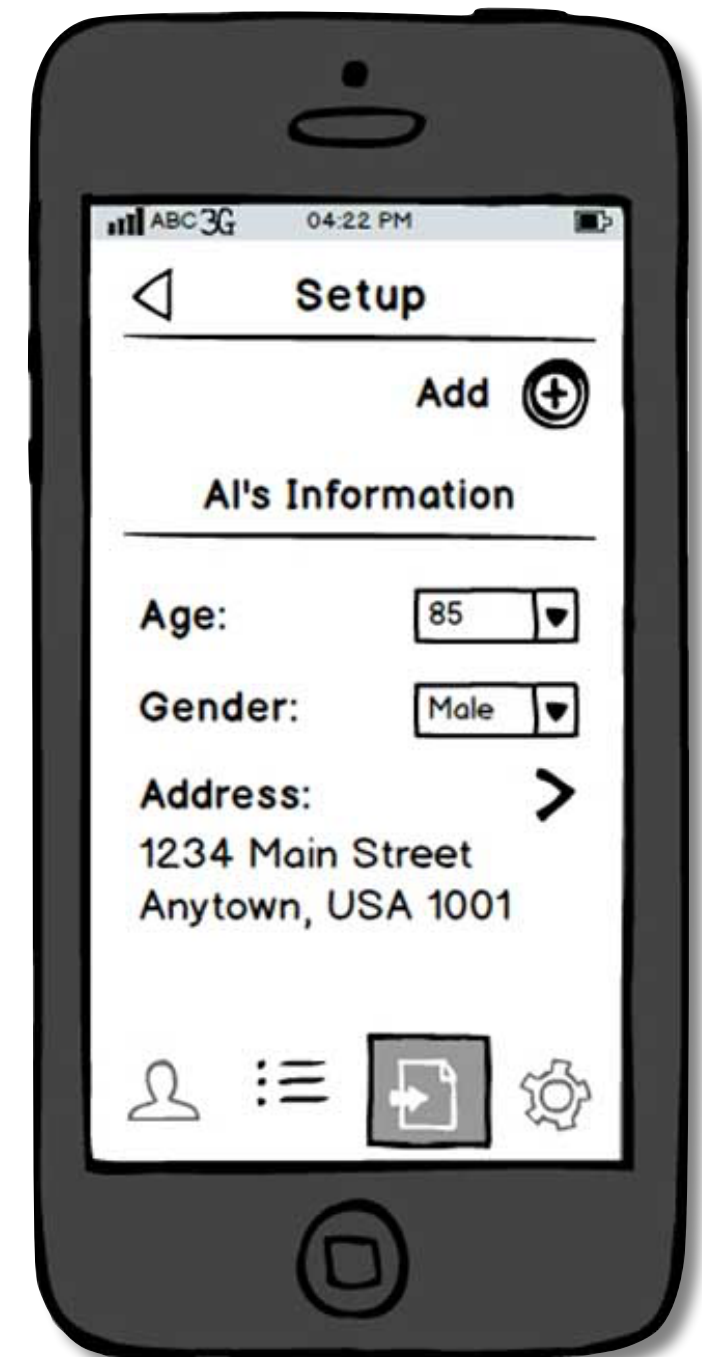 ABC 3G 04:22 PM
Setup
Add
Al's Information
Age: 85
Gender: Male
Address:
1234 Main Street
Anytown, USA 1001